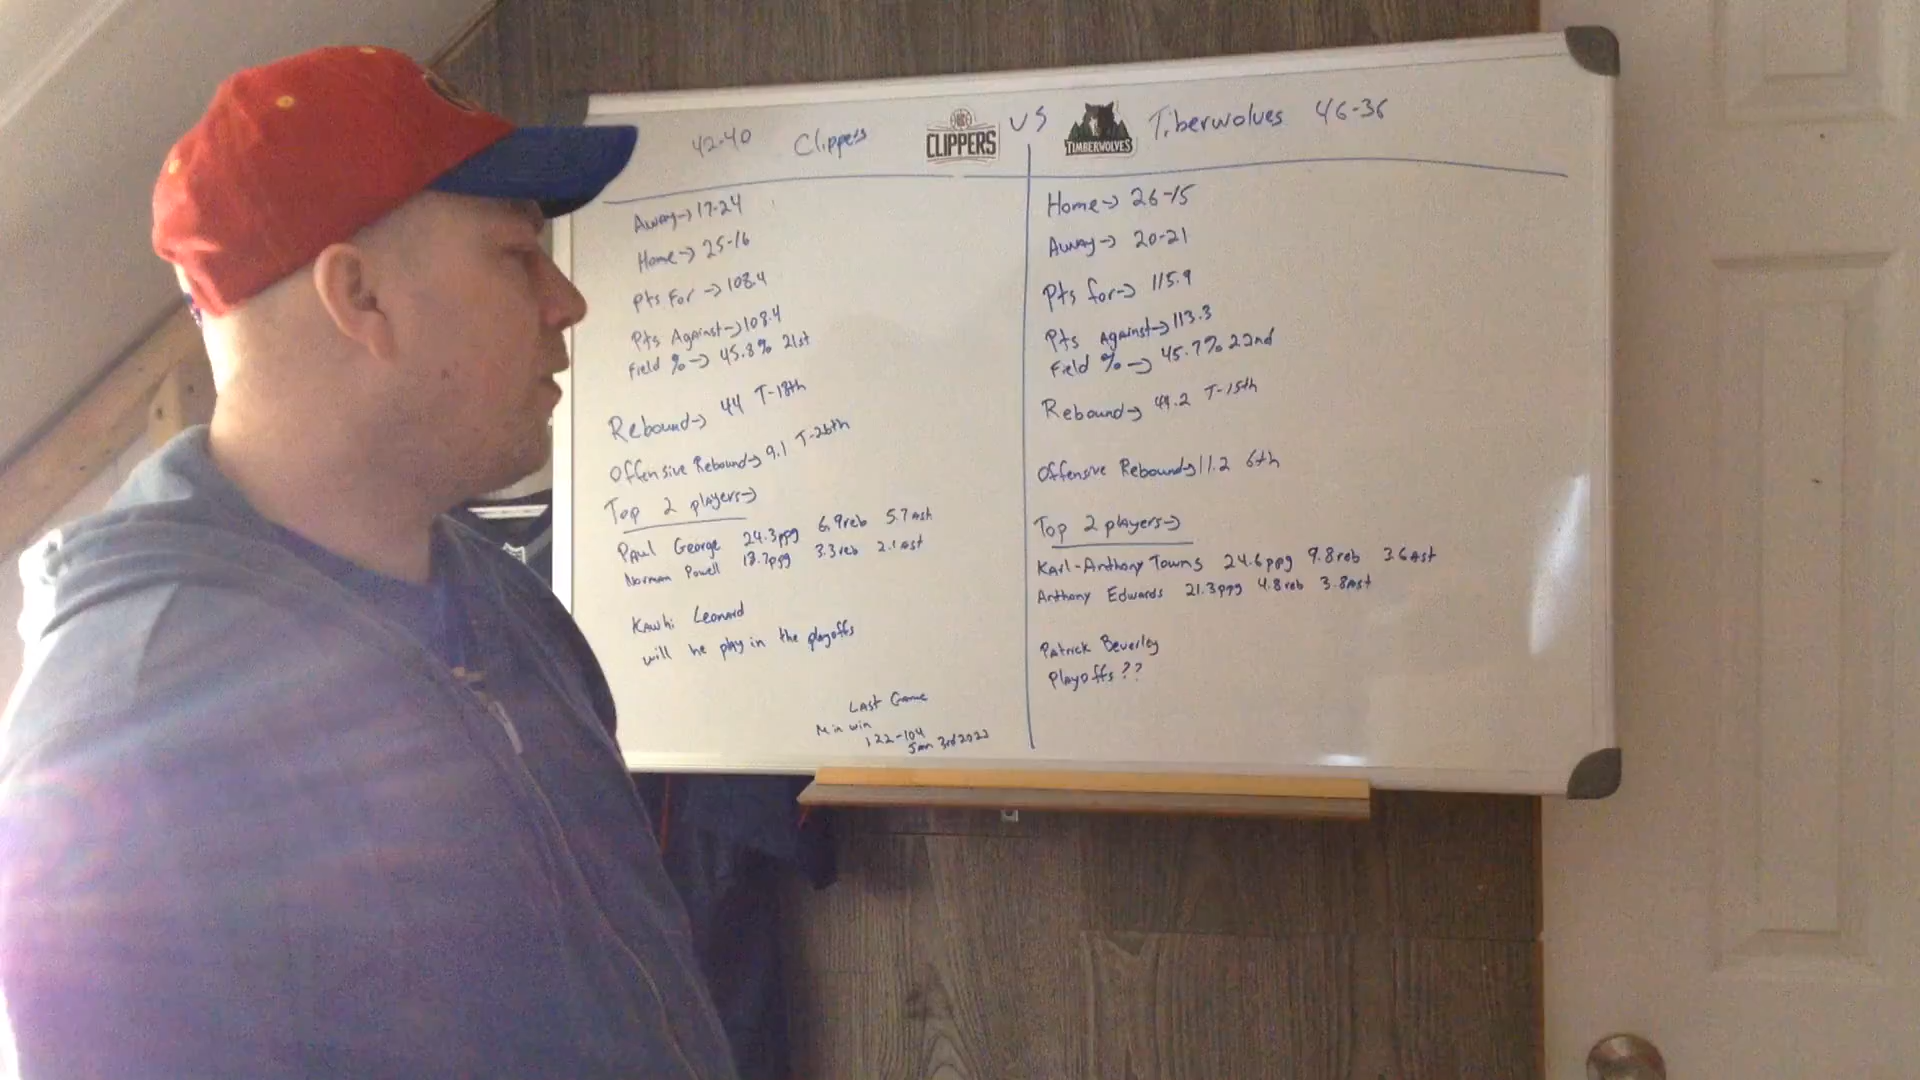 42-40 Clippers CLIPPERS VS TIMBERWOLVES Tiberwolves 46-36
Away→ 17-24
Home→ 25-16
Pts For → 108.4
Pts Against→ 108.4
Field %→ 45.8% 21st
Rebound→ 44 T-18th
Offensive Rebound→ 9.1 T-26th
Top 2 players→
Paul George 24.3ppg 6.9reb 5.7Ast
Norman Powell 18.7ppg 3.3reb 2.1Ast
Kawhi Leonard
will he play in the playoffs
Last Game
Min win
122-104
Jan 3rd 2022
Home→ 26-15
Away→ 20-21
Pts for→ 115.9
Pts Against→ 113.3
Field %→ 45.7% 22nd
Rebound→ 44.2 T-15th
Offensive Rebound→ 11.2 6th
Top 2 players→
Karl-Anthony Towns 24.6ppg 9.8reb 3.6Ast
Anthony Edwards 21.3ppg 4.8reb 3.8Ast
Patrick Beverley
Playoffs??